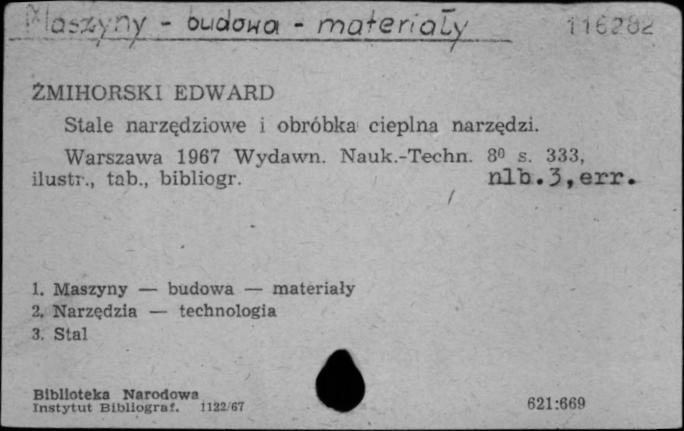 Maszyny - budowa - materiały 116282
ŻMIHORSKI EDWARD
Stale narzędziowe i obróbka cieplna narzędzi.
Warszawa 1967 Wydawn. Nauk.-Techn. 8⁰ s. 333,
ilustr., tab., bibliogr. nlb.3,err.
1. Maszyny — budowa — materiały
2. Narzędzia — technologia
3. Stal
Biblioteka Narodowa
Instytut Bibliograf. 1122/67 621:669